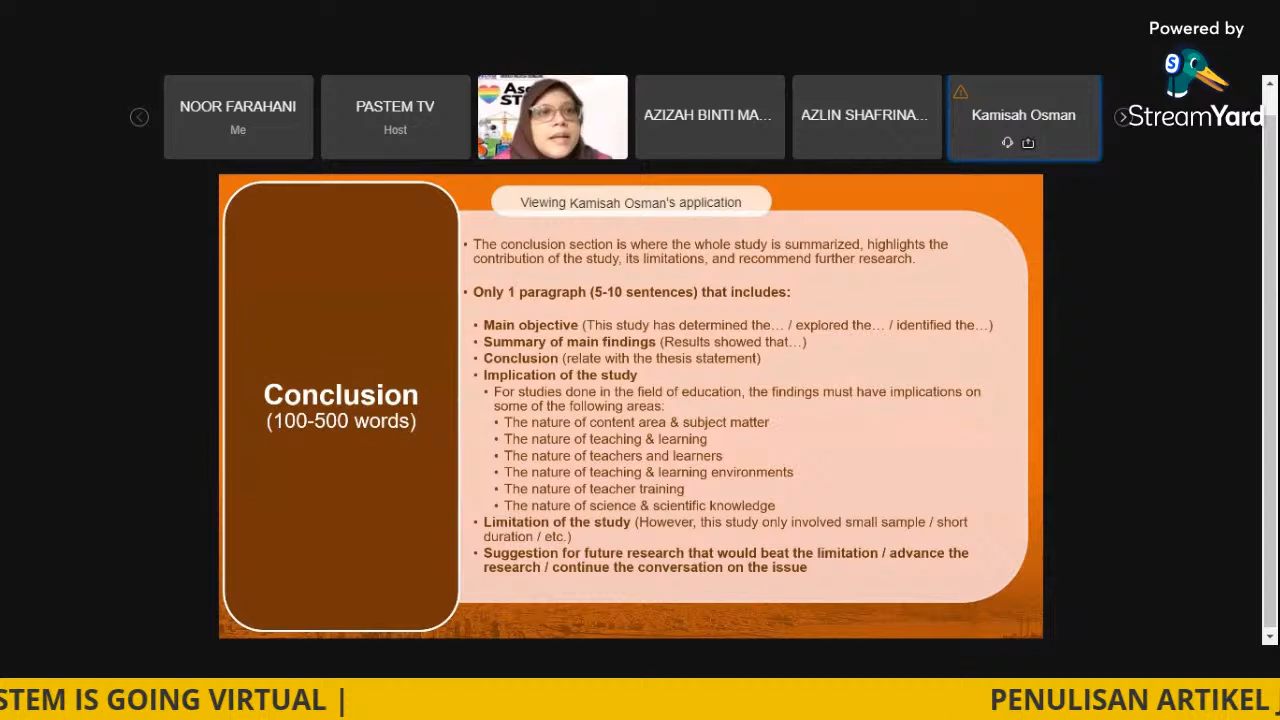 Powered by
StreamYard
NOOR FARAHANI
Me
PASTEM TV
Host
AZIZAH BINTI MA...
AZLIN SHAFRINA...
Kamisah Osman
Viewing Kamisah Osman's application
Conclusion
(100-500 words)
• The conclusion section is where the whole study is summarized, highlights the
contribution of the study, its limitations, and recommend further research.
• Only 1 paragraph (5-10 sentences) that includes:
• Main objective (This study has determined the... / explored the... / identified the...)
• Summary of main findings (Results showed that...)
• Conclusion (relate with the thesis statement)
• Implication of the study
• For studies done in the field of education, the findings must have implications on
some of the following areas:
• The nature of content area & subject matter
• The nature of teaching & learning
• The nature of teachers and learners
• The nature of teaching & learning environments
• The nature of teacher training
• The nature of science & scientific knowledge
• Limitation of the study (However, this study only involved small sample / short
duration / etc.)
• Suggestion for future research that would beat the limitation / advance the
research / continue the conversation on the issue
STEM IS GOING VIRTUAL | PENULISAN ARTIKEL